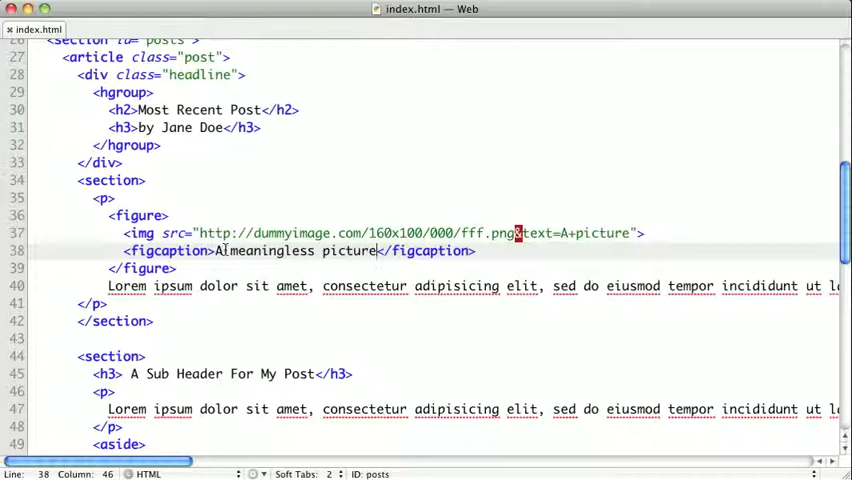 index.html — Web
index.html
26 <section id="posts">
27 <article class="post">
28 <div class="headline">
29 <hgroup>
30 <h2>Most Recent Post</h2>
31 <h3>by Jane Doe</h3>
32 </hgroup>
33 </div>
34 <section>
35 <p>
36 <figure>
37 <img src="http://dummyimage.com/160x100/000/fff.png&text=A+picture">
38 <figcaption>A meaningless picture</figcaption>
39 </figure>
40 Lorem ipsum dolor sit amet, consectetur adipisicing elit, sed do eiusmod tempor incididunt ut la
41 </p>
42 </section>
43
44 <section>
45 <h3> A Sub Header For My Post</h3>
46 <p>
47 Lorem ipsum dolor sit amet, consectetur adipisicing elit, sed do eiusmod tempor incididunt ut la
48 </p>
49 <aside>
Line: 38 Column: 46 HTML Soft Tabs: 2 ID: posts